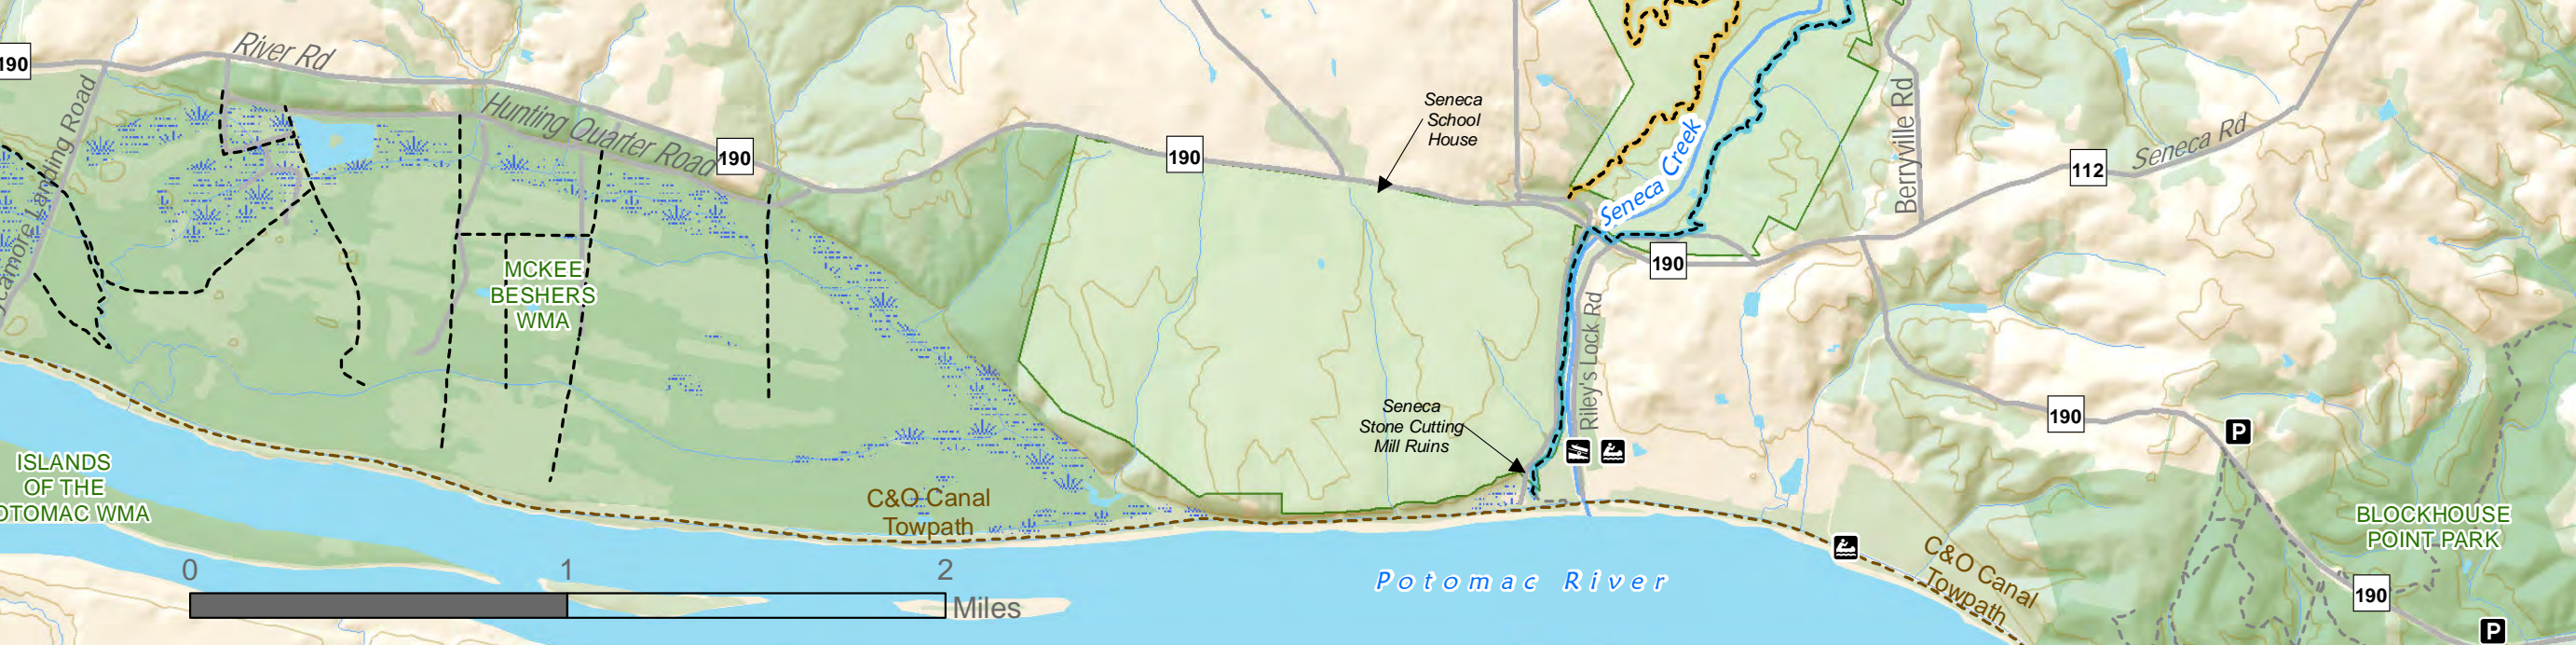 190
River Rd
Sycamore Landing Road
Hunting Quarter Road
190
190
Seneca
School
House
Seneca Creek
Berryville Rd
112
Seneca Rd
190
MCKEE
BESHERS
WMA
Riley's Lock Rd
Seneca
Stone Cutting
Mill Ruins
190
P
ISLANDS
OF THE
OTOMAC WMA
C&O Canal
Towpath
BLOCKHOUSE
POINT PARK
C&O Canal
Towpath
Potomac River
0 1 2
Miles
190
P